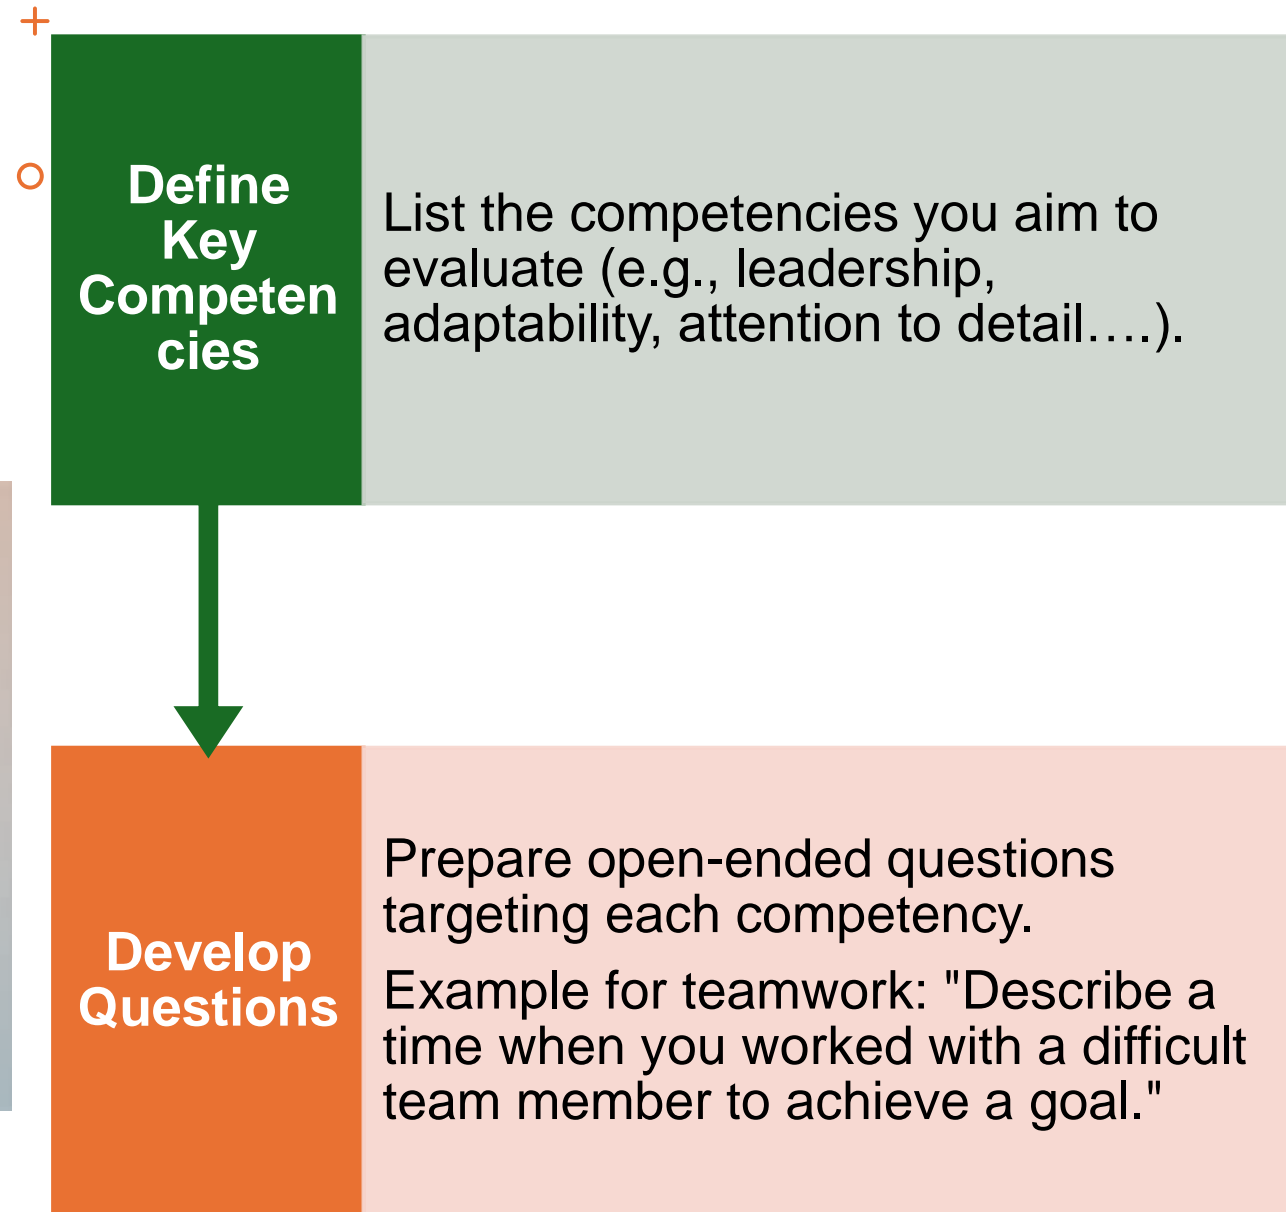 Define
Key
Competen
cies
List the competencies you aim to
evaluate (e.g., leadership,
adaptability, attention to detail….).
Develop
Questions
Prepare open-ended questions
targeting each competency.
Example for teamwork: "Describe a
time when you worked with a difficult
team member to achieve a goal."